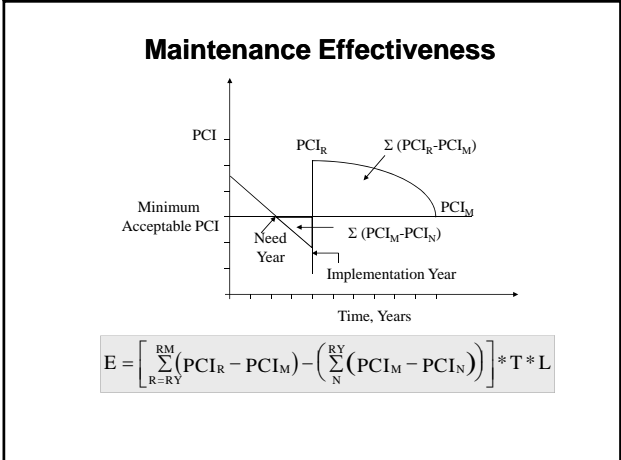 Maintenance Effectiveness
PCI
PCI_R
Σ (PCI_R-PCI_M)
Minimum
Acceptable PCI
PCI_M
Need
Year
Σ (PCI_M-PCI_N)
Implementation Year
Time, Years
E = [ Σ_{R=RY}^{RM} (PCI_R − PCI_M) − ( Σ_{N}^{RY} (PCI_M − PCI_N) ) ] * T * L